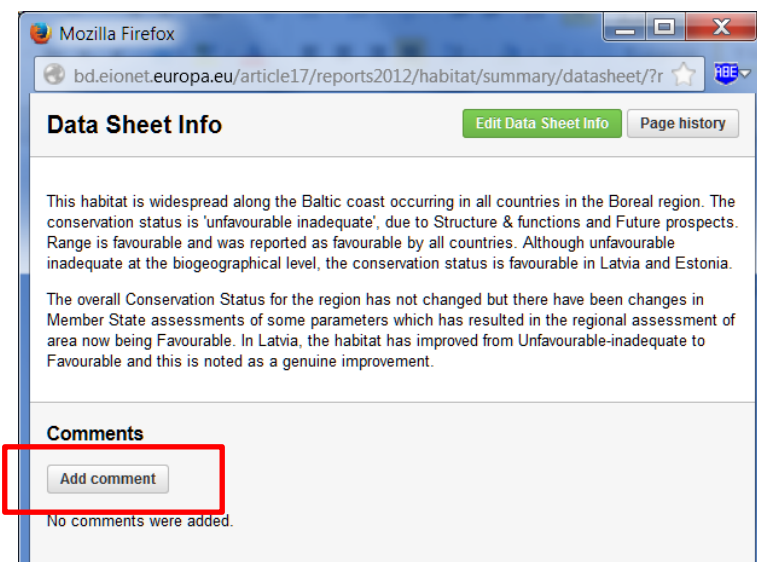 Mozilla Firefox
X
bd.eionet.europa.eu/article17/reports2012/habitat/summary/datasheet/?r
ABE
Data Sheet Info
Edit Data Sheet Info
Page history
This habitat is widespread along the Baltic coast occurring in all countries in the Boreal region. The
conservation status is 'unfavourable inadequate', due to Structure & functions and Future prospects.
Range is favourable and was reported as favourable by all countries. Although unfavourable
inadequate at the biogeographical level, the conservation status is favourable in Latvia and Estonia.
The overall Conservation Status for the region has not changed but there have been changes in
Member State assessments of some parameters which has resulted in the regional assessment of
area now being Favourable. In Latvia, the habitat has improved from Unfavourable-inadequate to
Favourable and this is noted as a genuine improvement.
Comments
Add comment
No comments were added.